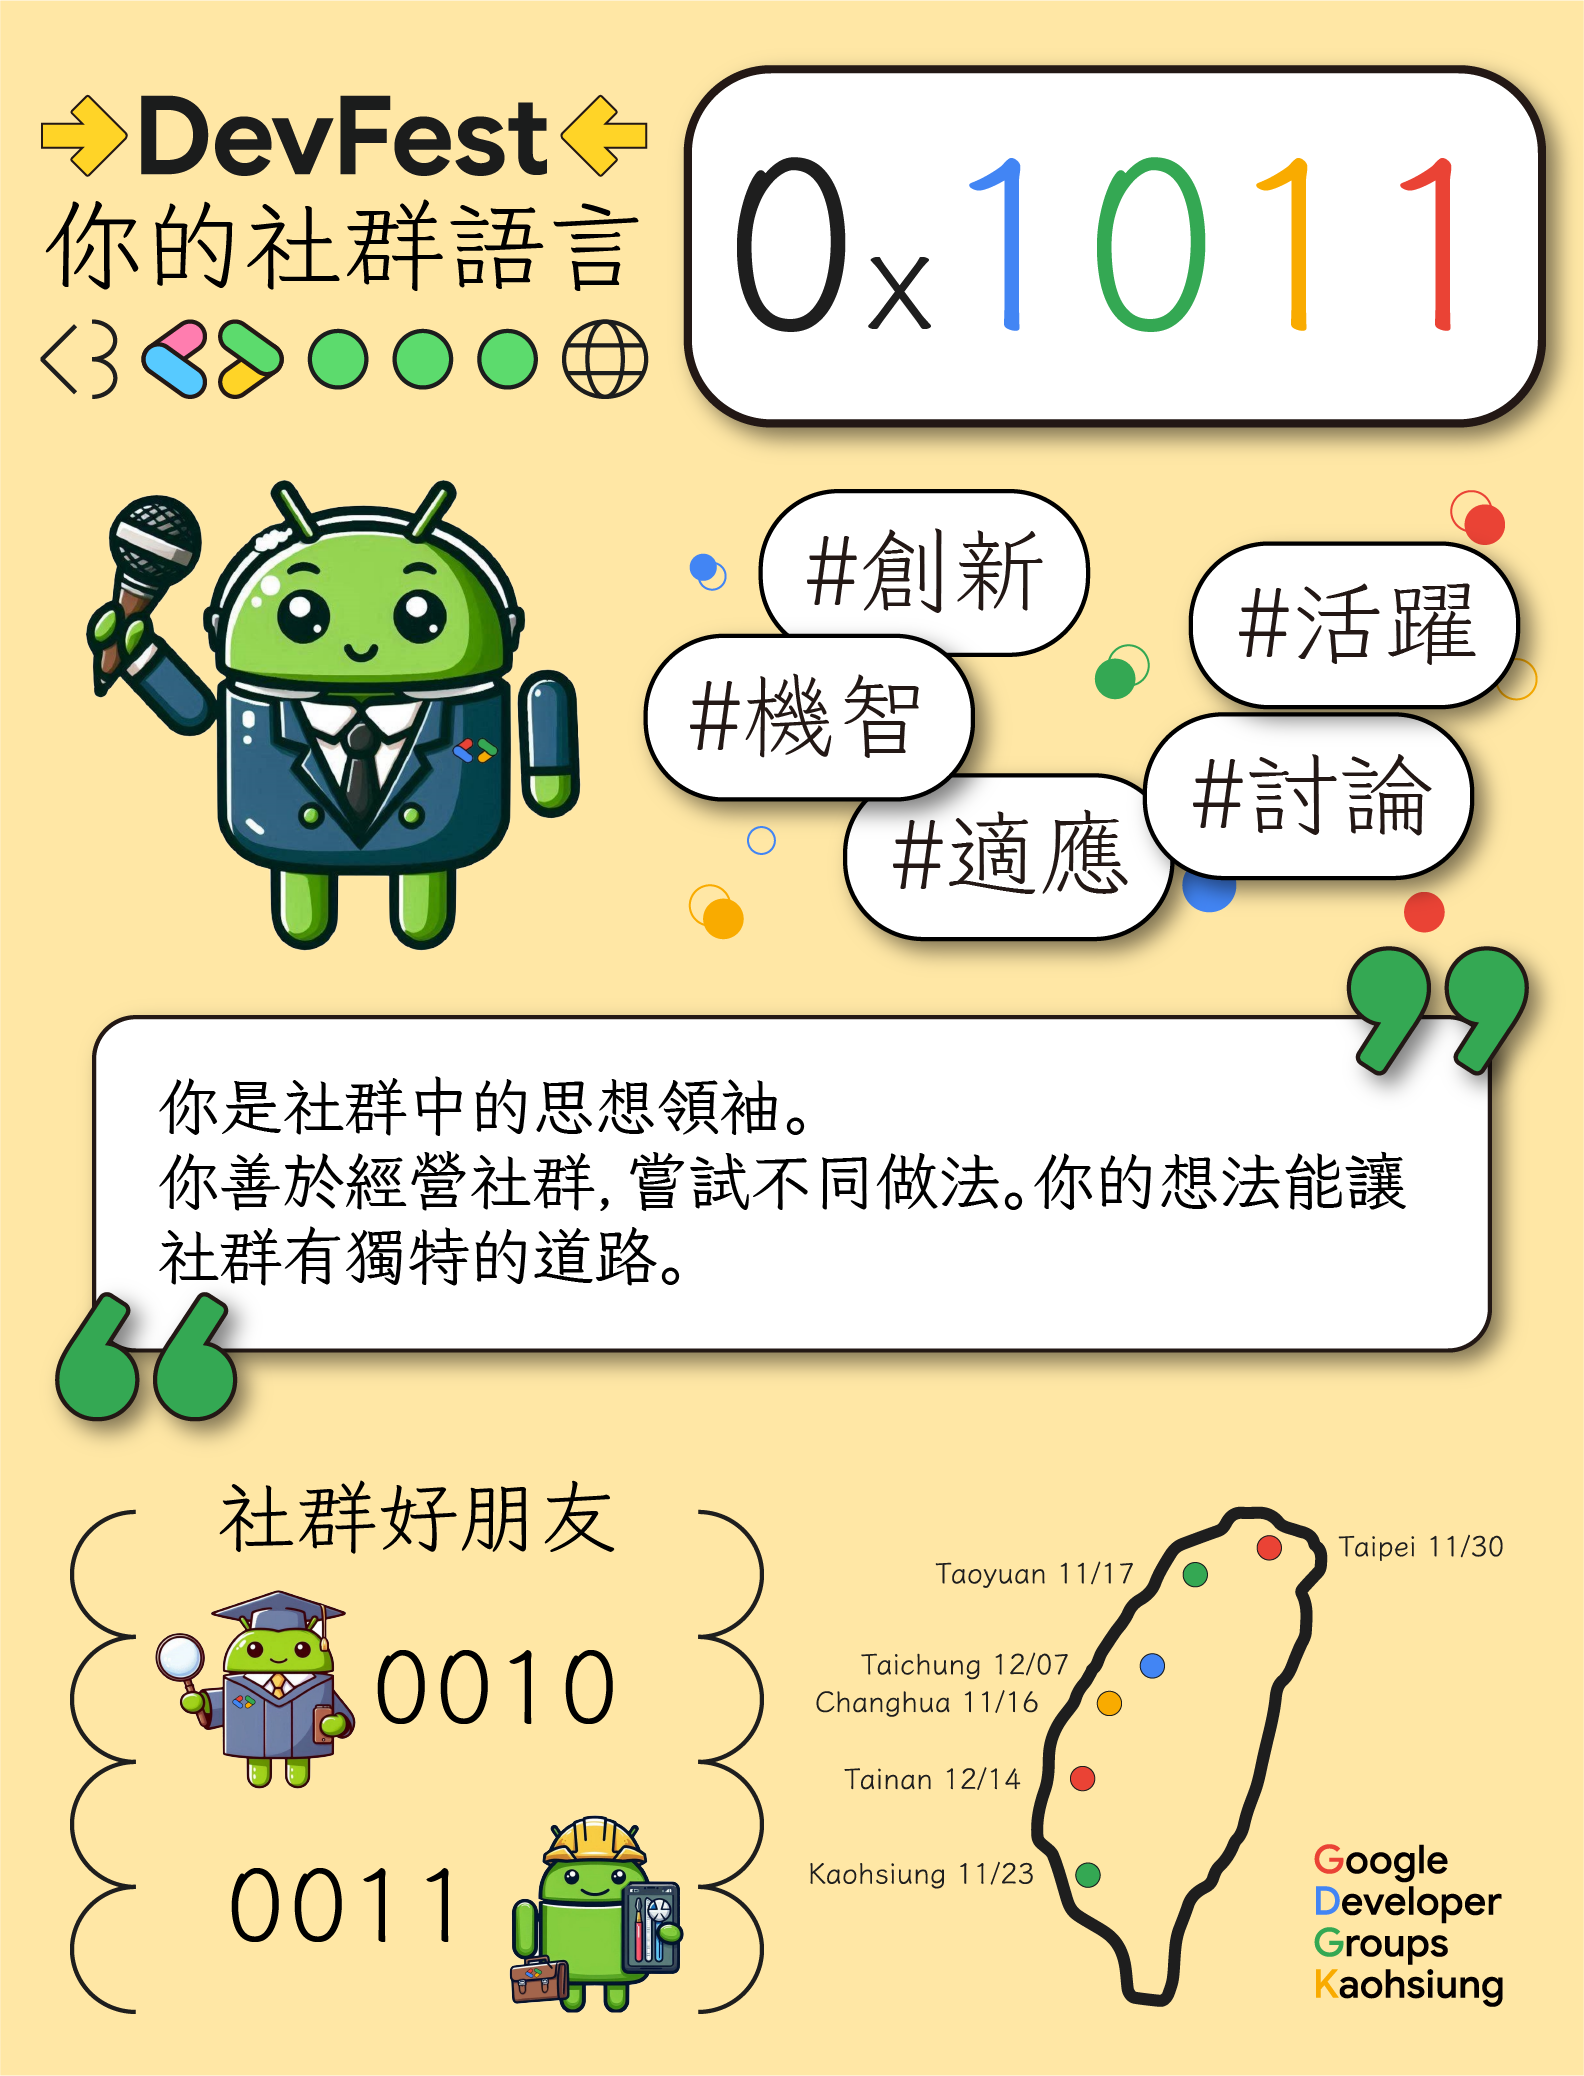 DevFest
你的社群語言
0x1011
#創新
#活躍
#機智
#討論
#適應
你是社群中的思想領袖。
你善於經營社群，嘗試不同做法。你的想法能讓
社群有獨特的道路。
社群好朋友
0010
0011
Taipei 11/30
Taoyuan 11/17
Taichung 12/07
Changhua 11/16
Tainan 12/14
Kaohsiung 11/23
Google
Developer
Groups
Kaohsiung